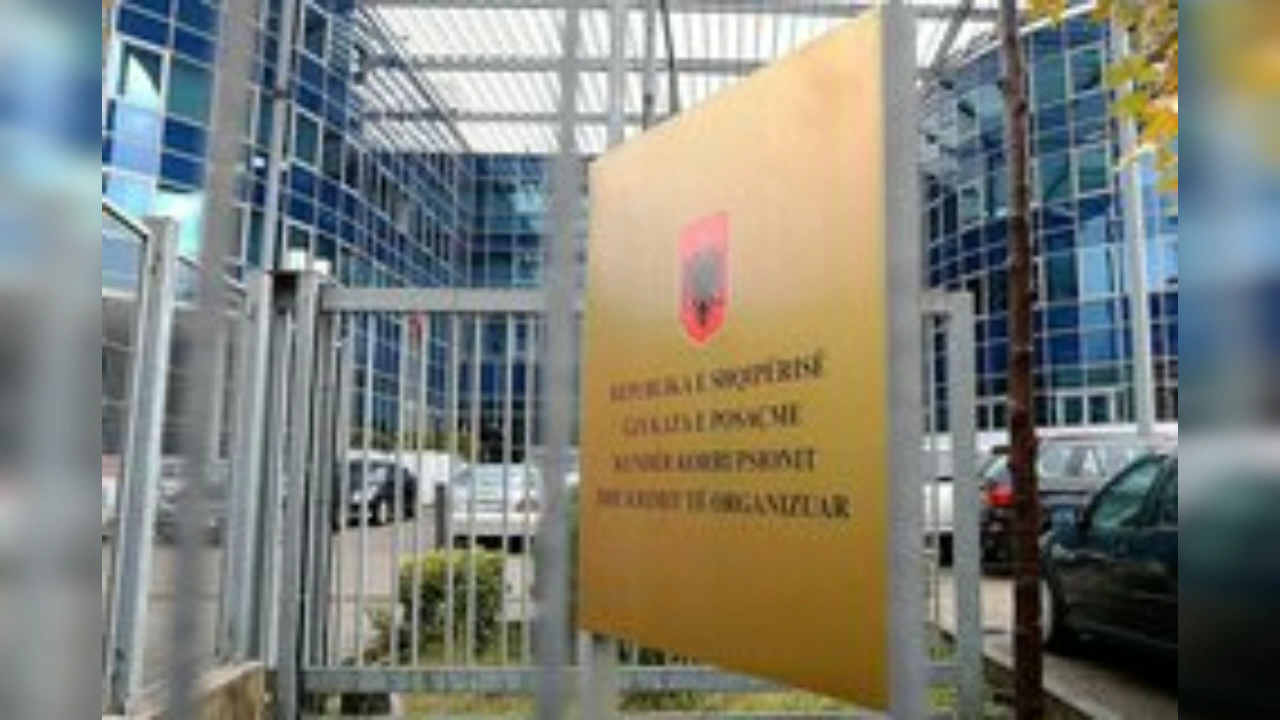 REPUBLIKA E SHQIPËRISË
GJYKATA E POSAÇME
KUNDËR KORRUPSIONIT
DHE KRIMIT TË ORGANIZUAR